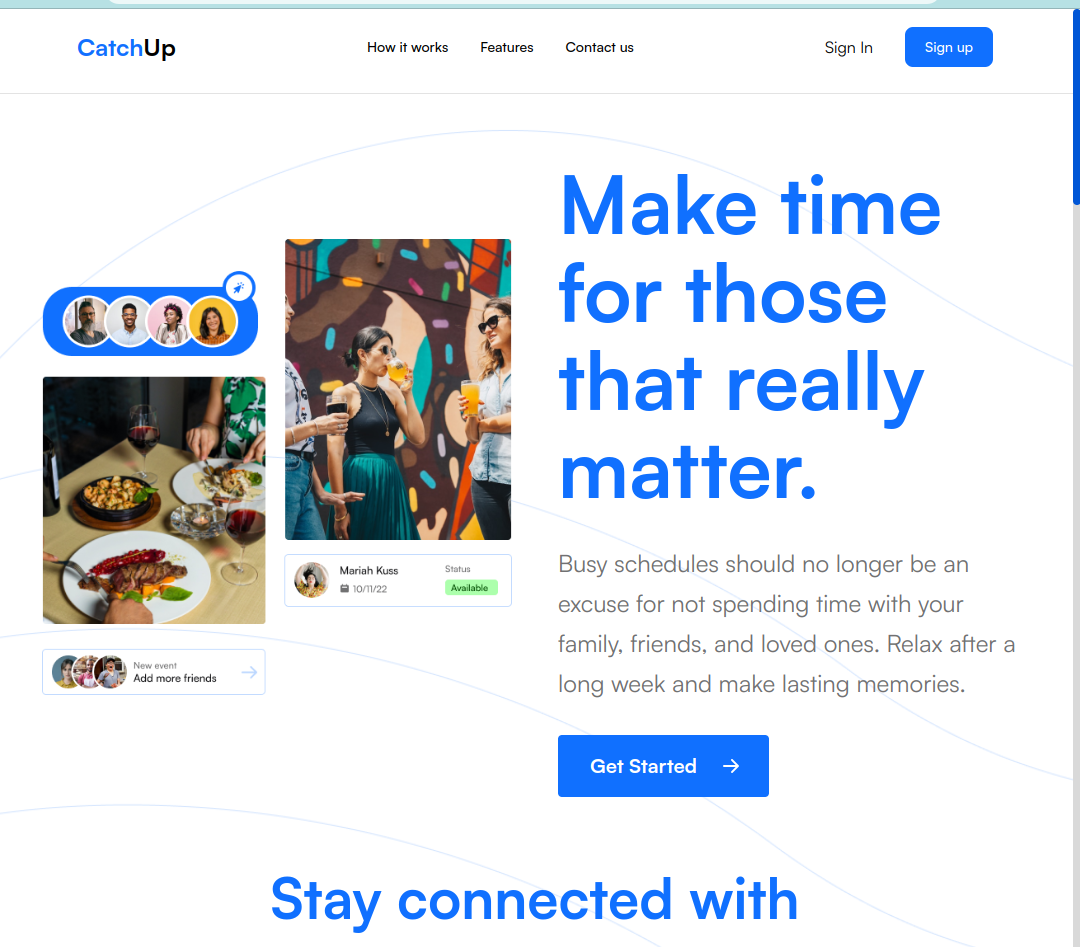 CatchUp
How it works
Features
Contact us
Sign In
Sign up
Make time
for those
that really
matter.
Busy schedules should no longer be an
excuse for not spending time with your
family, friends, and loved ones. Relax after a
long week and make lasting memories.
Get Started
Mariah Kuss
10/11/22
Status
Available
New event
Add more friends
Stay connected with